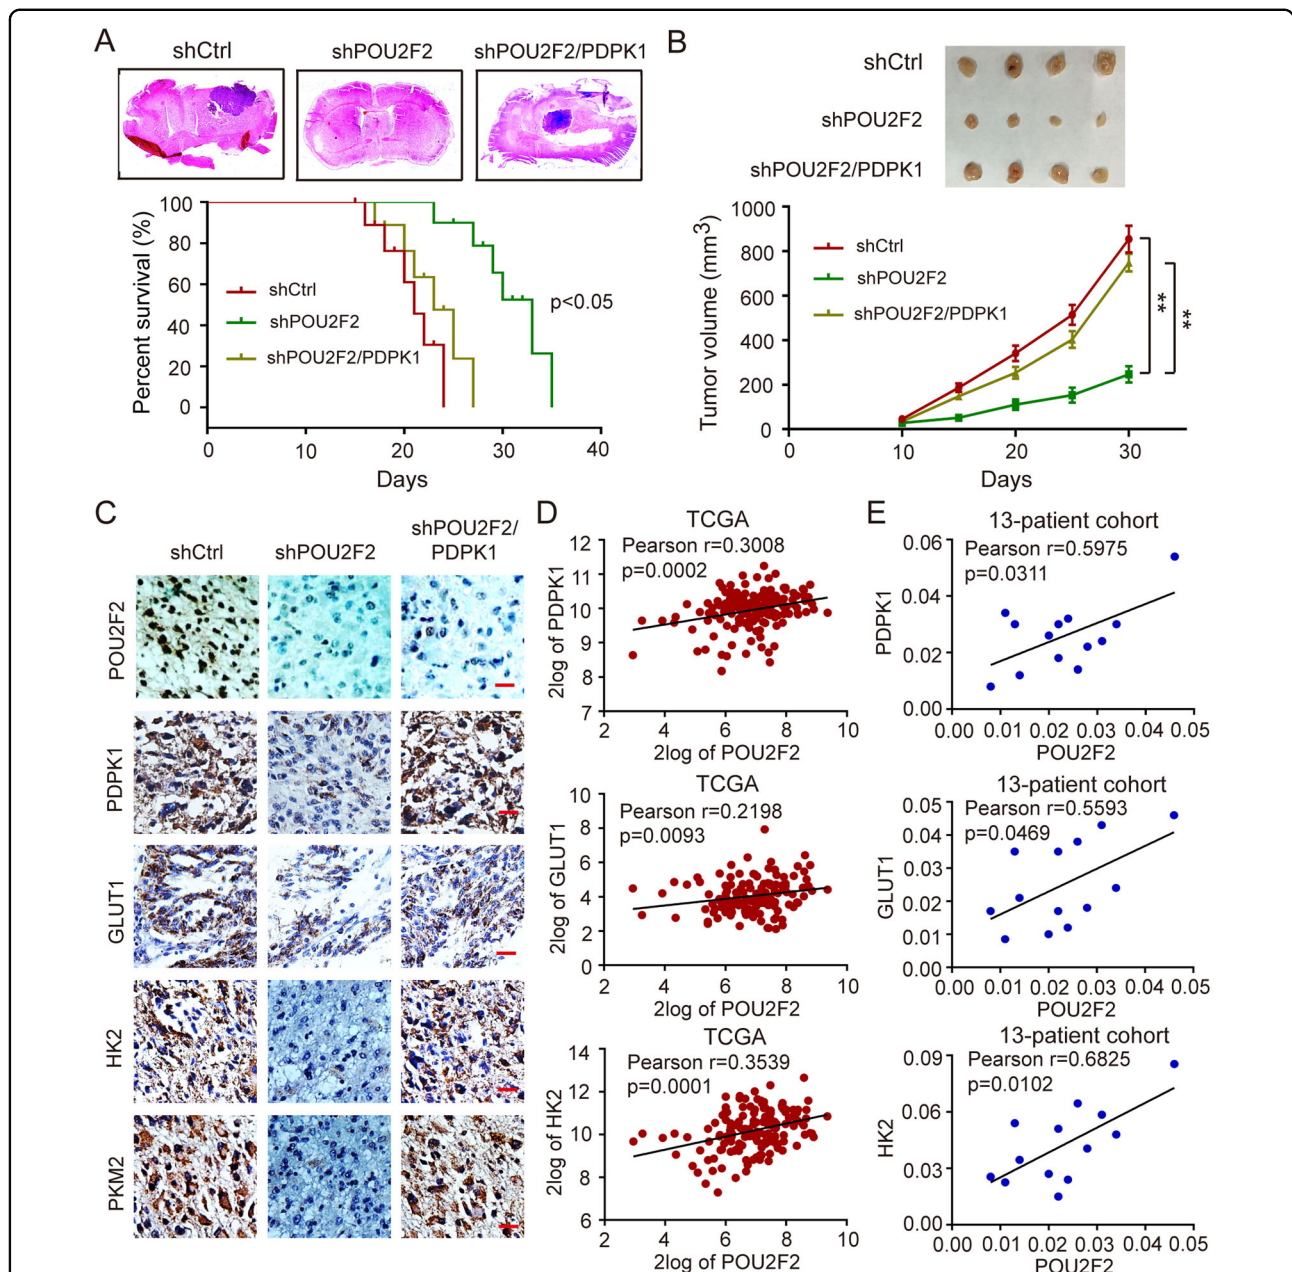 A
shCtrl
shPOU2F2
shPOU2F2/PDPK1
Percent survival (%)
100
80
60
40
20
0
shCtrl
shPOU2F2
shPOU2F2/PDPK1
p<0.05
0
10
20
30
40
Days
B
shCtrl
shPOU2F2
shPOU2F2/PDPK1
Tumor volume (mm3)
1000
800
600
400
200
0
shCtrl
shPOU2F2
shPOU2F2/PDPK1
**
**
0
10
20
30
Days
C
shCtrl
shPOU2F2
shPOU2F2/
PDPK1
POU2F2
PDPK1
GLUT1
HK2
PKM2
D
TCGA
Pearson r=0.3008
p=0.0002
2log of PDPK1
12
11
10
9
8
7
2
4
6
8
10
2log of POU2F2
TCGA
Pearson r=0.2198
p=0.0093
2log of GLUT1
10
8
6
4
2
0
2
4
6
8
10
2log of POU2F2
TCGA
Pearson r=0.3539
p=0.0001
2log of HK2
14
12
10
8
6
2
4
6
8
10
2log of POU2F2
E
13-patient cohort
Pearson r=0.5975
p=0.0311
PDPK1
0.06
0.04
0.02
0.00
0.00
0.01
0.02
0.03
0.04
0.05
POU2F2
13-patient cohort
Pearson r=0.5593
p=0.0469
GLUT1
0.05
0.04
0.03
0.02
0.01
0.00
0.00
0.01
0.02
0.03
0.04
0.05
POU2F2
13-patient cohort
Pearson r=0.6825
p=0.0102
HK2
0.09
0.06
0.03
0.00
0.00
0.01
0.02
0.03
0.04
0.05
POU2F2